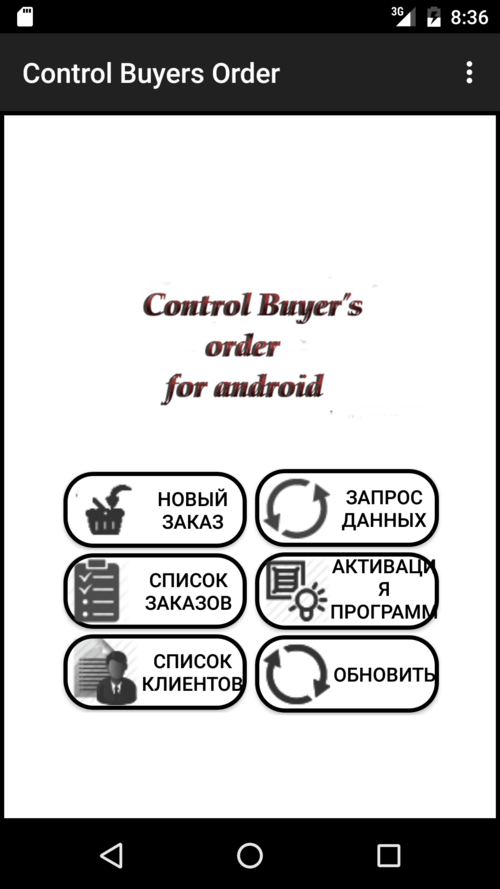 3G 8:36
Control Buyers Order
Control Buyer"s
order
for android
НОВЫЙ
ЗАКАЗ
ЗАПРОС
ДАННЫХ
СПИСОК
ЗАКАЗОВ
АКТИВАЦИ
Я
ПРОГРАММ
СПИСОК
КЛИЕНТОВ
ОБНОВИТЬ